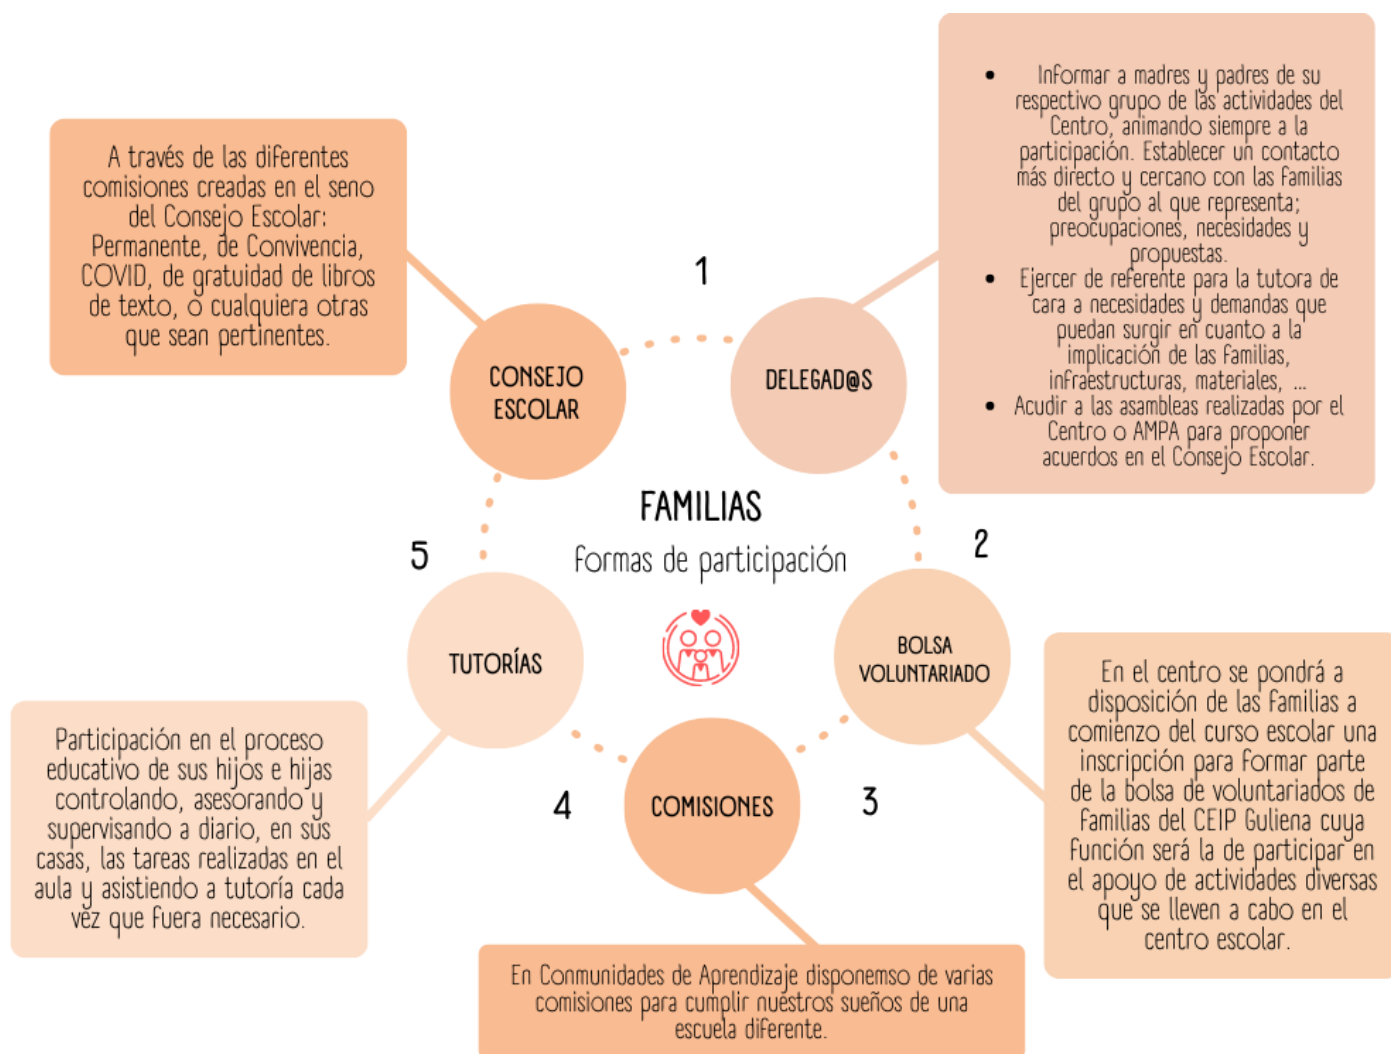 A través de las diferentes
comisiones creadas en el seno
del Consejo Escolar:
Permanente, de Convivencia,
COVID, de gratuidad de libros
de texto, o cualquiera otras
que sean pertinentes.
CONSEJO
ESCOLAR
1
DELEGAD@S
• Informar a madres y padres de su
respectivo grupo de las actividades del
Centro, animando siempre a la
participación. Establecer un contacto
más directo y cercano con las familias
del grupo al que representa;
preocupaciones, necesidades y
propuestas.
• Ejercer de referente para la tutora de
cara a necesidades y demandas que
puedan surgir en cuanto a la
implicación de las familias,
infraestructuras, materiales, ...
• Acudir a las asambleas realizadas por el
Centro o AMPA para proponer
acuerdos en el Consejo Escolar.
FAMILIAS
formas de participación
2
BOLSA
VOLUNTARIADO
En el centro se pondrá a
disposición de las familias a
comienzo del curso escolar una
inscripción para formar parte
de la bolsa de voluntariados de
familias del CEIP Guliena cuya
función será la de participar en
el apoyo de actividades diversas
que se lleven a cabo en el
centro escolar.
3
COMISIONES
En Conmunidades de Aprendizaje disponemso de varias
comisiones para cumplir nuestros sueños de una
escuela diferente.
4
TUTORÍAS
Participación en el proceso
educativo de sus hijos e hijas
controlando, asesorando y
supervisando a diario, en sus
casas, las tareas realizadas en el
aula y asistiendo a tutoría cada
vez que fuera necesario.
5